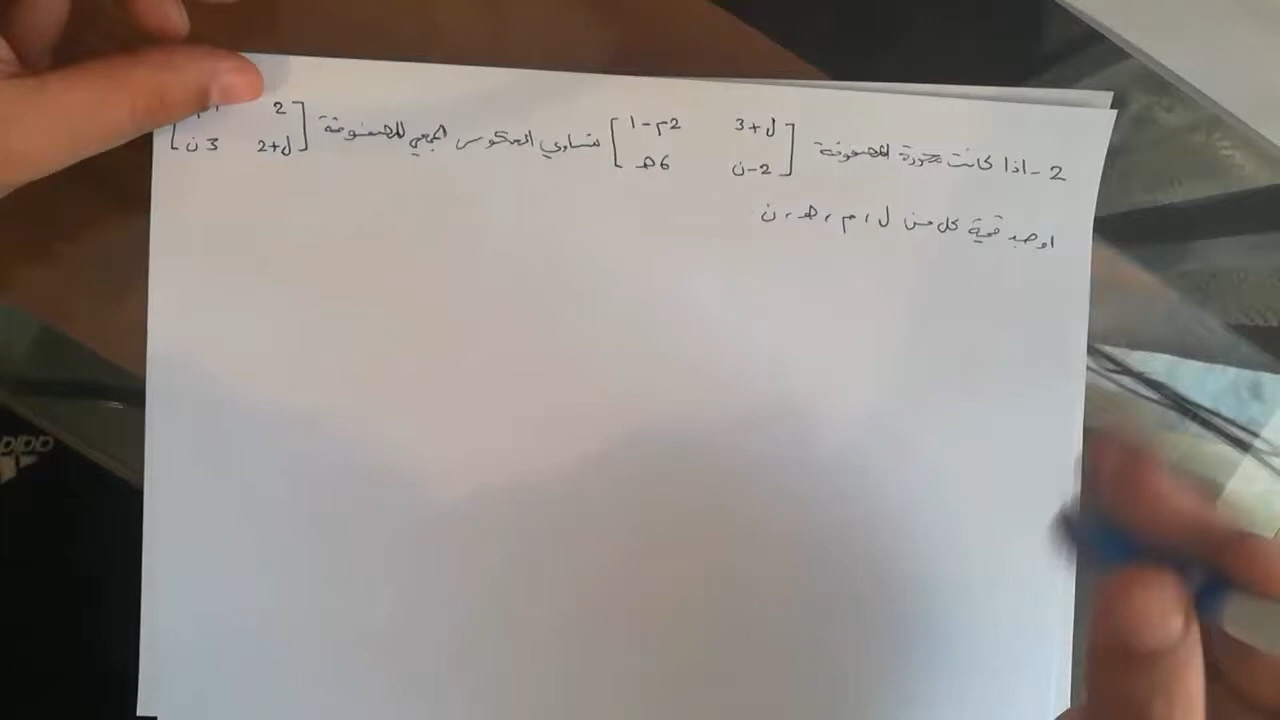 2 - اذا كانت محورة المصفوفة [ل+3 2م-1 ن-2 6هـ] تساوي المعكوس الجمعي للمصفوفة [2 ل+2 3ن]
اوجد قيمة كل من ل، م، هـ، ن